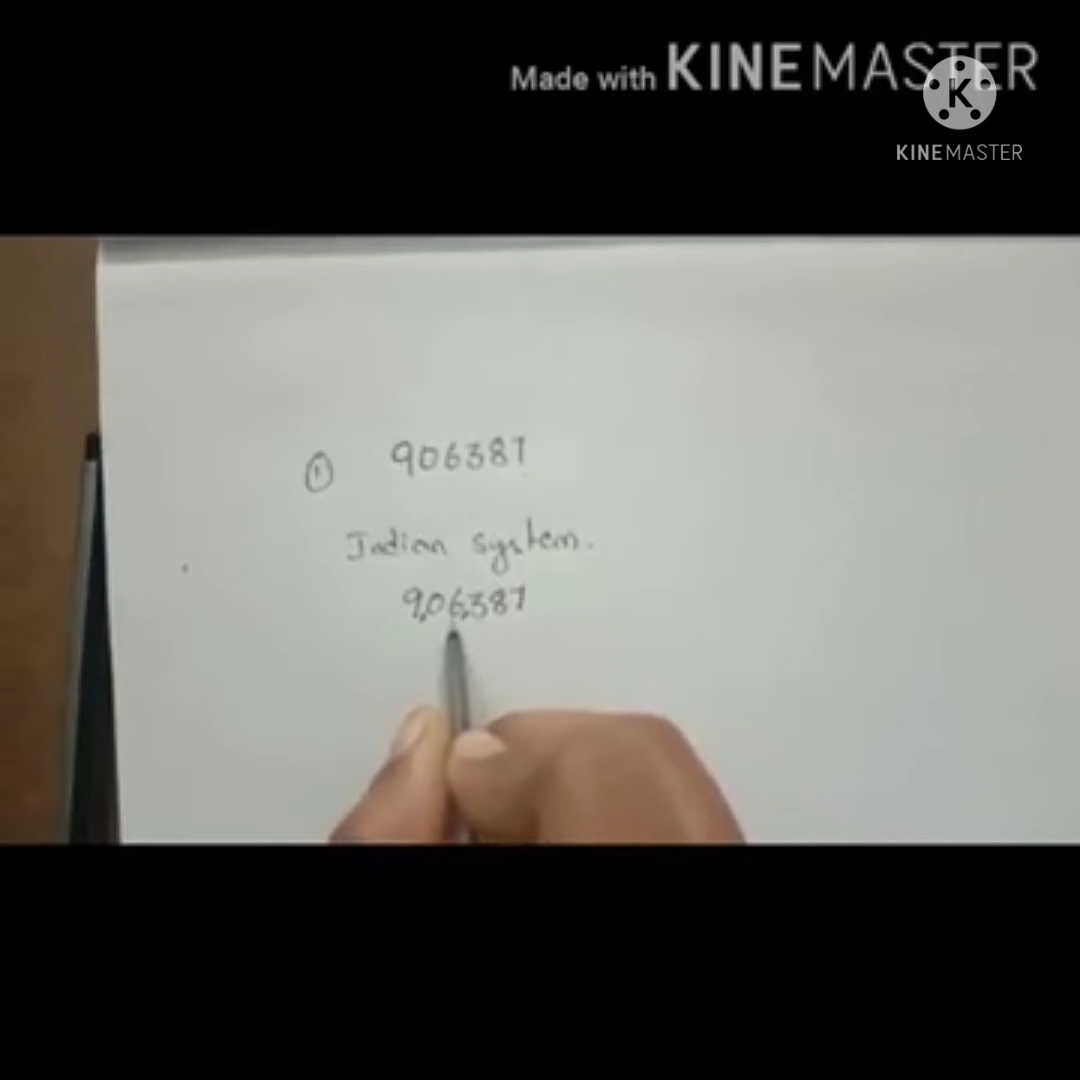 Made with KINEMASTER
K
KINEMASTER
① 906387
Indian system.
9,06,387